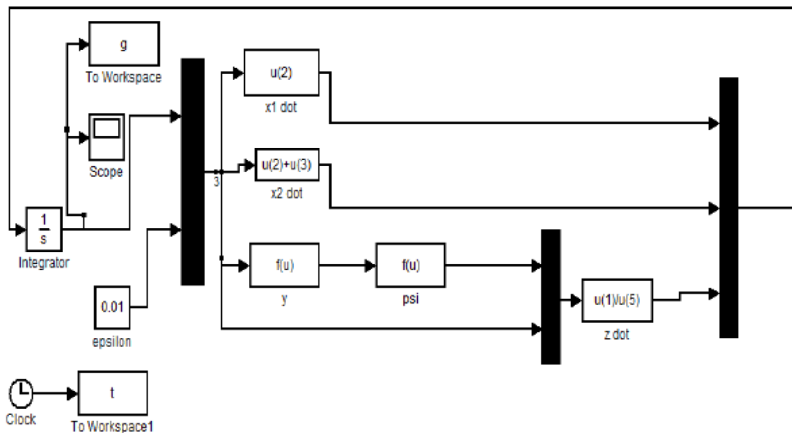 g
To Workspace
Scope
1
s
Integrator
0.01
epsilon
Clock
t
To Workspace1
3
u(2)
x1 dot
u(2)+u(3)
x2 dot
f(u)
y
f(u)
psi
u(1)/u(5)
z dot